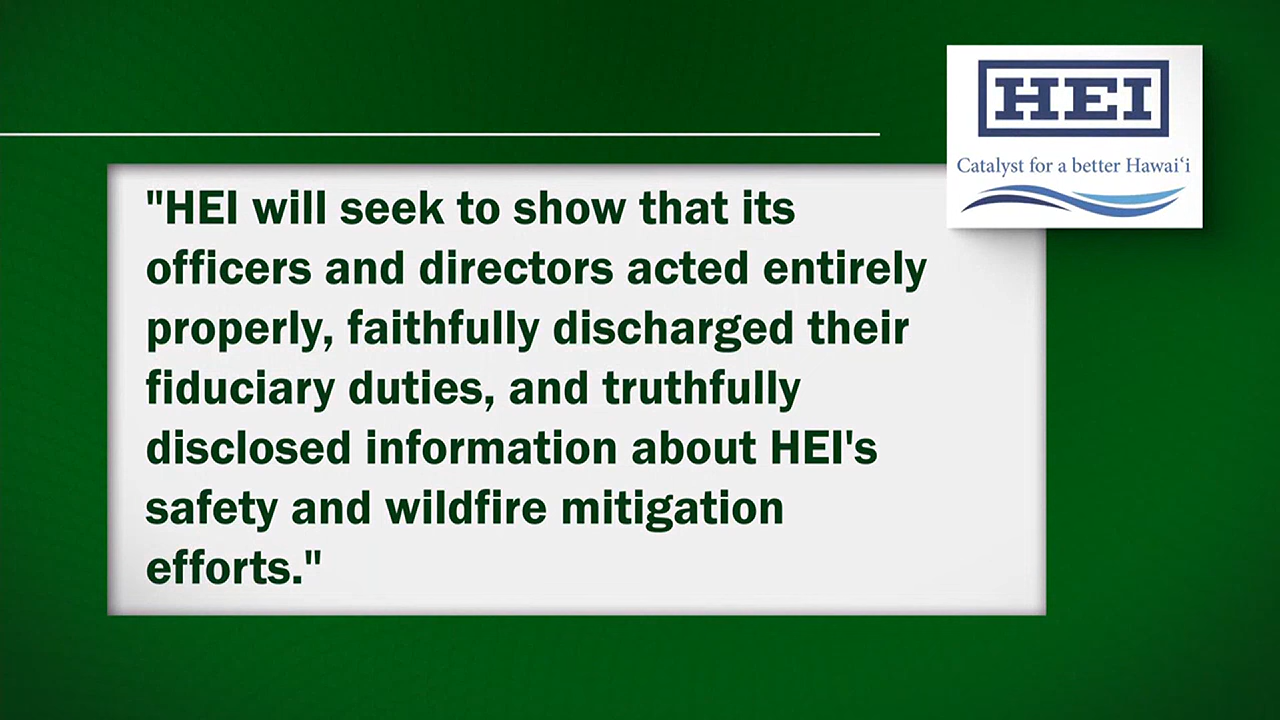 HEI
Catalyst for a better Hawaiʻi
"HEI will seek to show that its
officers and directors acted entirely
properly, faithfully discharged their
fiduciary duties, and truthfully
disclosed information about HEI's
safety and wildfire mitigation
efforts."